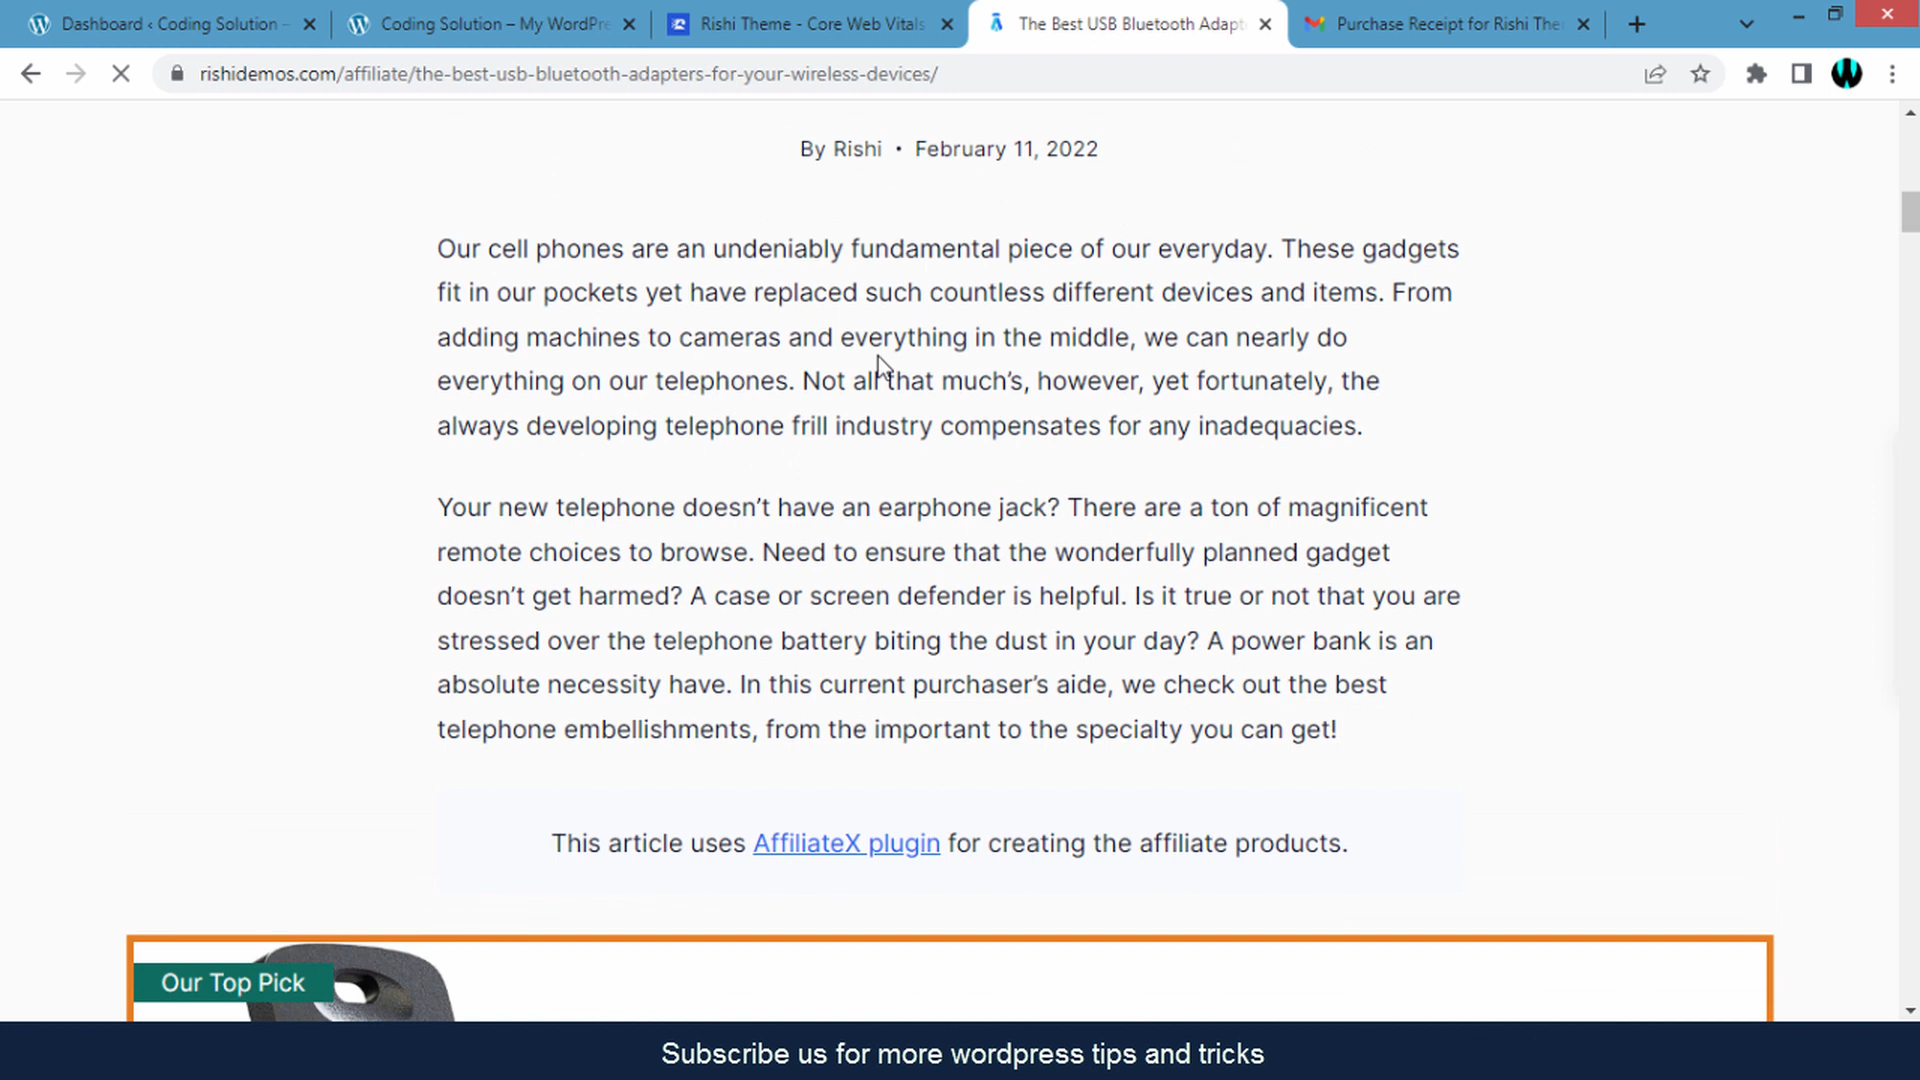 Dashboard ‹ Coding Solution –
Coding Solution – My WordPre
Rishi Theme - Core Web Vitals
The Best USB Bluetooth Adapt
Purchase Receipt for Rishi The
rishidemos.com/affiliate/the-best-usb-bluetooth-adapters-for-your-wireless-devices/
By Rishi • February 11, 2022
Our cell phones are an undeniably fundamental piece of our everyday. These gadgets
fit in our pockets yet have replaced such countless different devices and items. From
adding machines to cameras and everything in the middle, we can nearly do
everything on our telephones. Not all that much’s, however, yet fortunately, the
always developing telephone frill industry compensates for any inadequacies.
Your new telephone doesn’t have an earphone jack? There are a ton of magnificent
remote choices to browse. Need to ensure that the wonderfully planned gadget
doesn’t get harmed? A case or screen defender is helpful. Is it true or not that you are
stressed over the telephone battery biting the dust in your day? A power bank is an
absolute necessity have. In this current purchaser’s aide, we check out the best
telephone embellishments, from the important to the specialty you can get!
This article uses AffiliateX plugin for creating the affiliate products.
Our Top Pick
Subscribe us for more wordpress tips and tricks